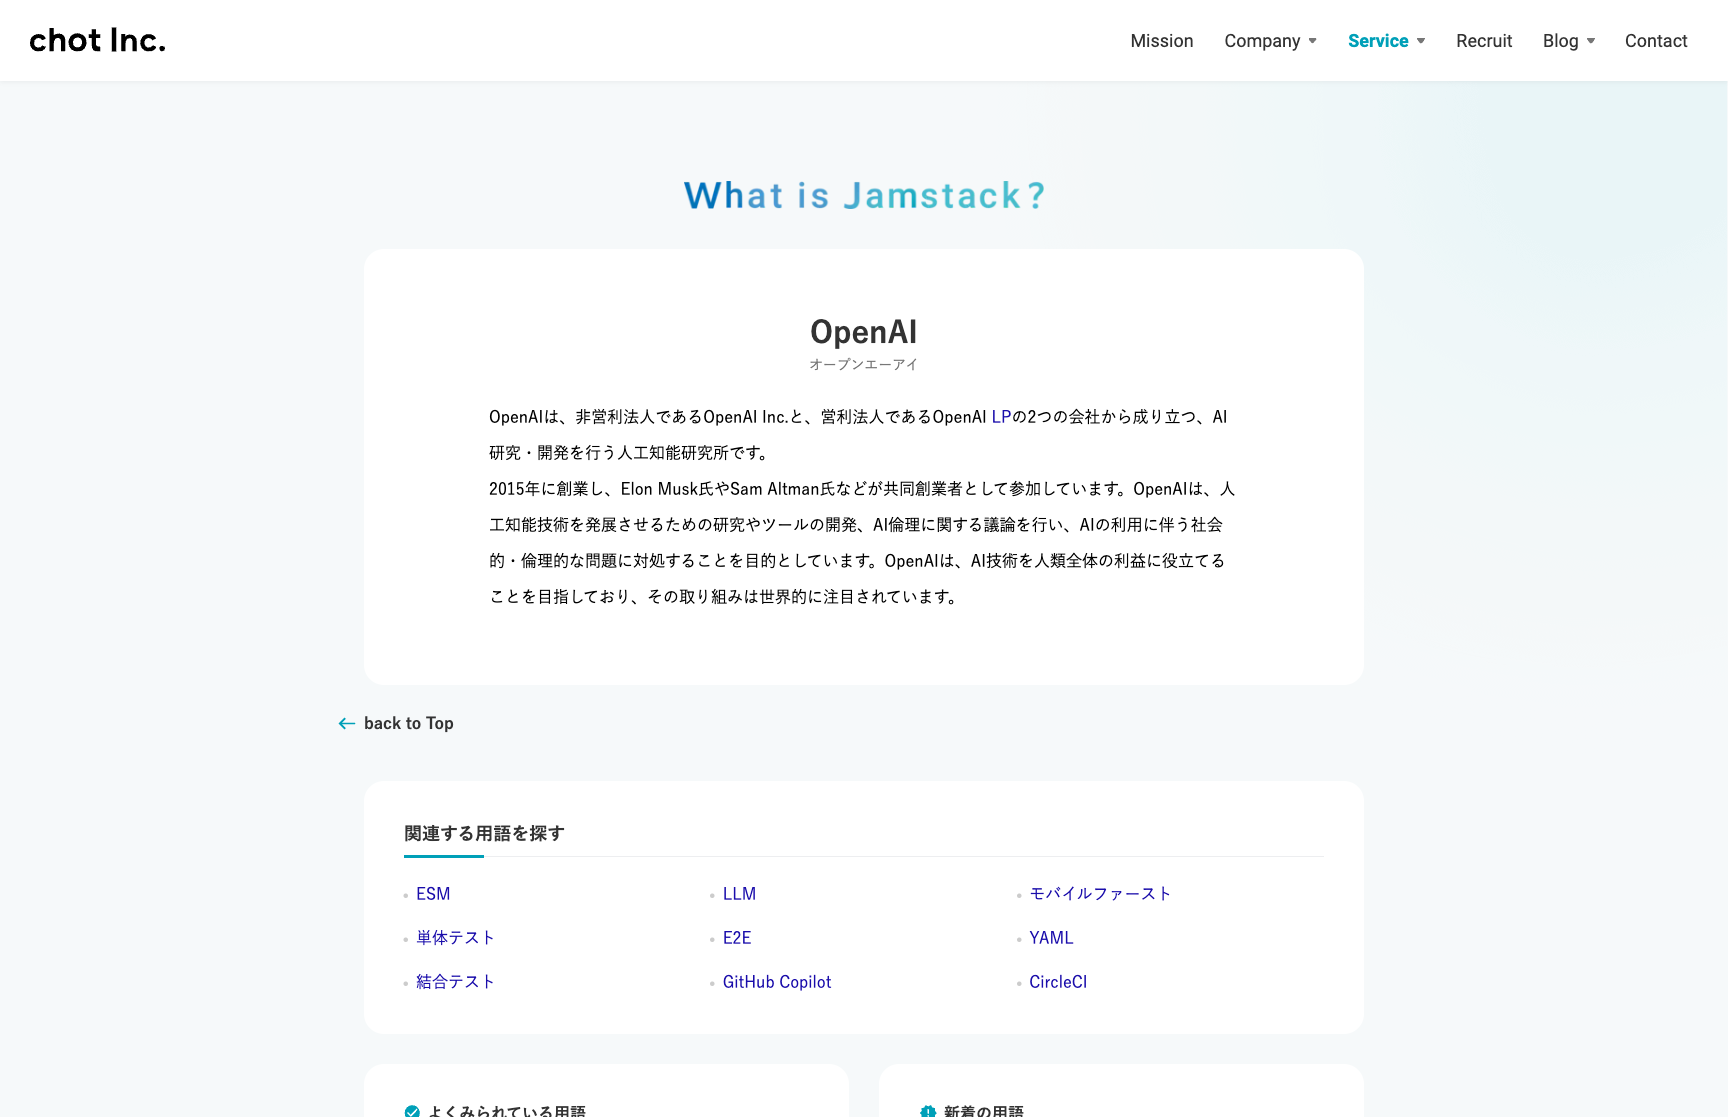 chot Inc.
Mission
Company
Service
Recruit
Blog
Contact
What is Jamstack?
OpenAI
オープンエーアイ
OpenAIは、非営利法人であるOpenAI Inc.と、営利法人であるOpenAI LPの2つの会社から成り立つ、AI
研究・開発を行う人工知能研究所です。
2015年に創業し、Elon Musk氏やSam Altman氏などが共同創業者として参加しています。OpenAIは、人
工知能技術を発展させるための研究やツールの開発、AI倫理に関する議論を行い、AIの利用に伴う社会
的・倫理的な問題に対処することを目的としています。OpenAIは、AI技術を人類全体の利益に役立てる
ことを目指しており、その取り組みは世界的に注目されています。
back to Top
関連する用語を探す
ESM
LLM
モバイルファースト
単体テスト
E2E
YAML
結合テスト
GitHub Copilot
CircleCI
よくみられている用語
新着の用語